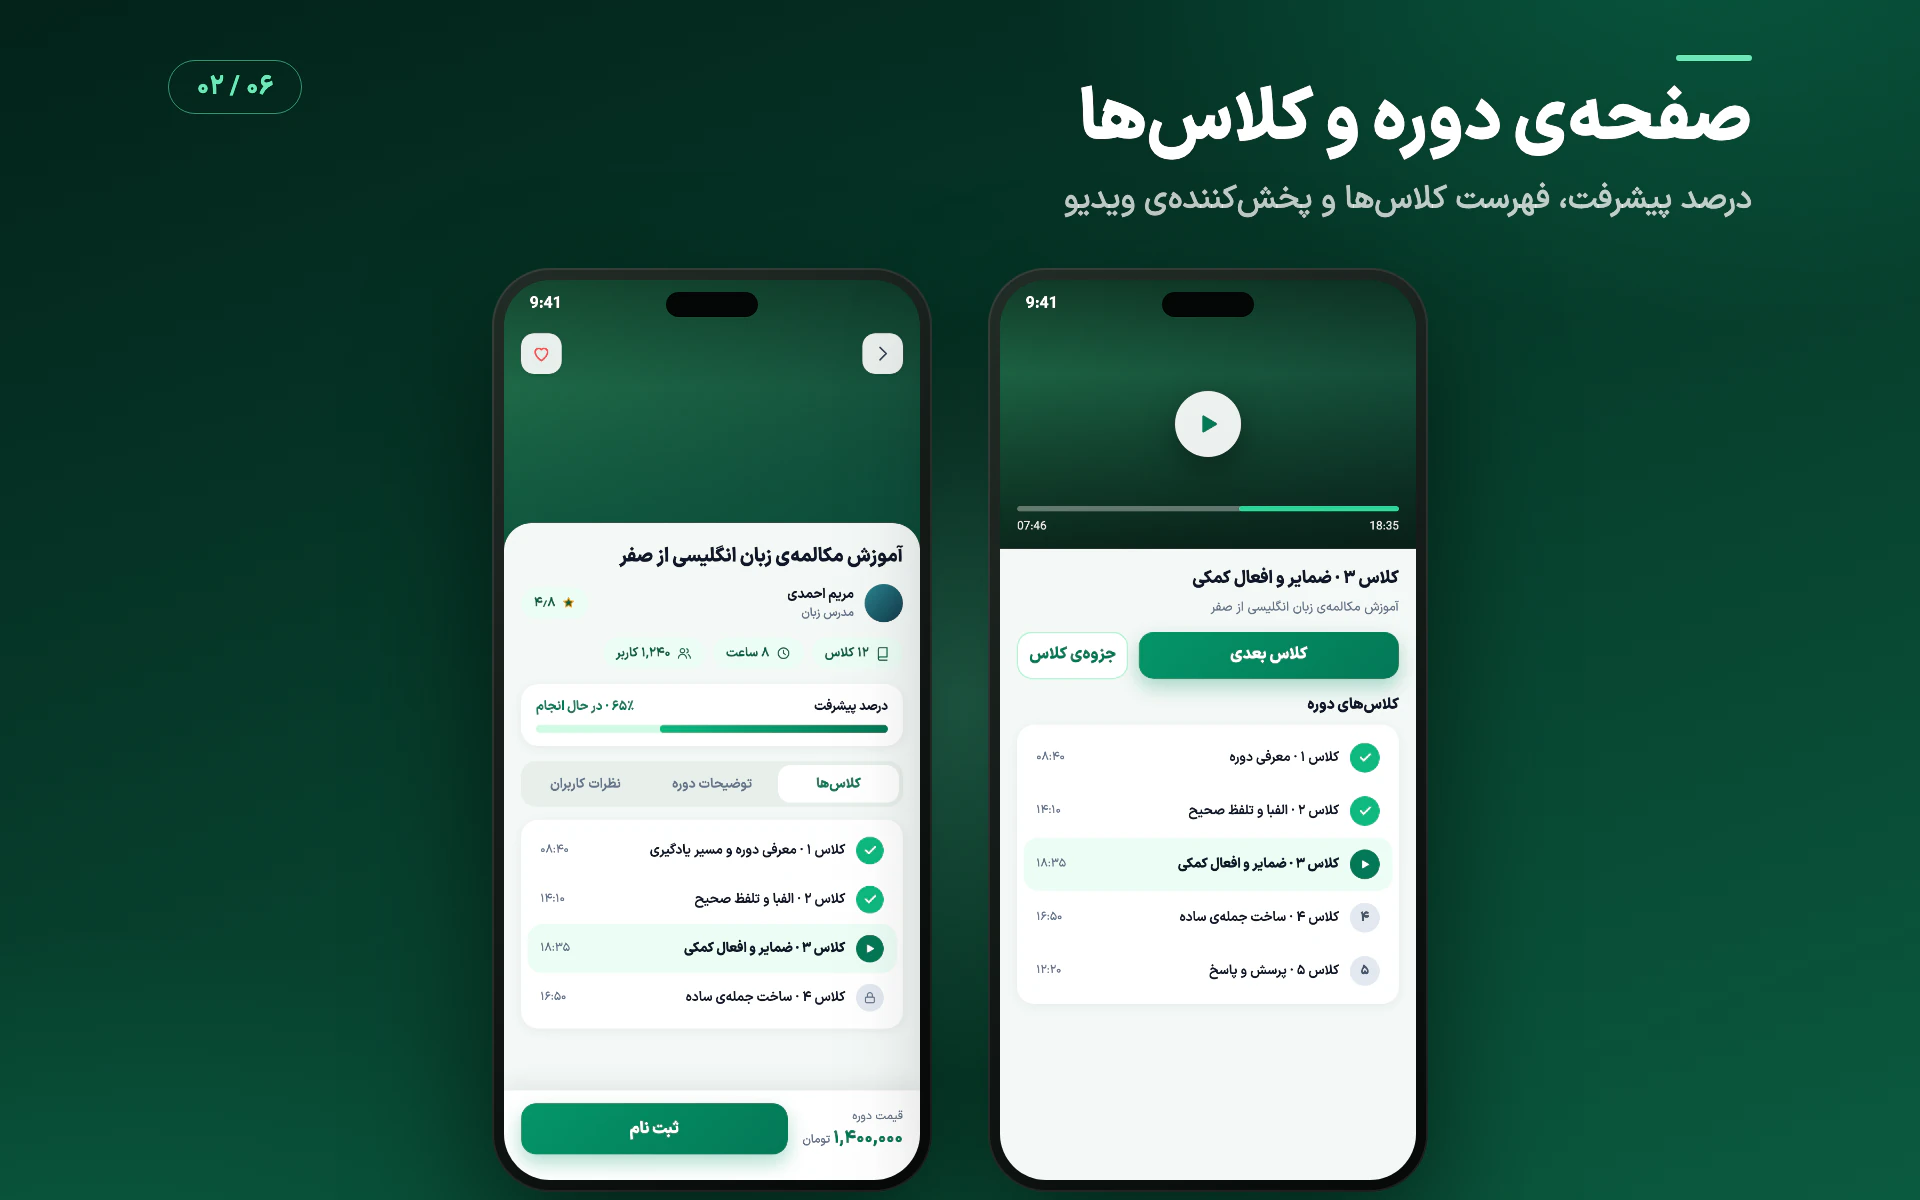 صفحه‌ی دوره و کلاس‌ها
درصد پیشرفت، فهرست کلاس‌ها و پخش‌کننده‌ی ویدیو
۰۲ / ۰۶
9:41
18:35
07:46
کلاس ۳ · ضمایر و افعال کمکی
آموزش مکالمه‌ی زبان انگلیسی از صفر
کلاس بعدی
جزوه‌ی کلاس
کلاس‌های دوره
کلاس ۱ · معرفی دوره ۰۸:۴۰
کلاس ۲ · الفبا و تلفظ صحیح ۱۴:۱۰
کلاس ۳ · ضمایر و افعال کمکی ۱۸:۳۵
۴ کلاس ۴ · ساخت جمله‌ی ساده ۱۶:۵۰
۵ کلاس ۵ · پرسش و پاسخ ۱۲:۲۰
9:41
آموزش مکالمه‌ی زبان انگلیسی از صفر
مریم احمدی
مدرس زبان
۴٫۸
۱۲ کلاس
۸ ساعت
۱,۲۴۰ کاربر
درصد پیشرفت
۶۵٪ · در حال انجام
کلاس‌ها
توضیحات دوره
نظرات کاربران
کلاس ۱ · معرفی دوره و مسیر یادگیری ۰۸:۴۰
کلاس ۲ · الفبا و تلفظ صحیح ۱۴:۱۰
کلاس ۳ · ضمایر و افعال کمکی ۱۸:۳۵
کلاس ۴ · ساخت جمله‌ی ساده ۱۶:۵۰
قیمت دوره
۱,۴۰۰,۰۰۰ تومان
ثبت نام